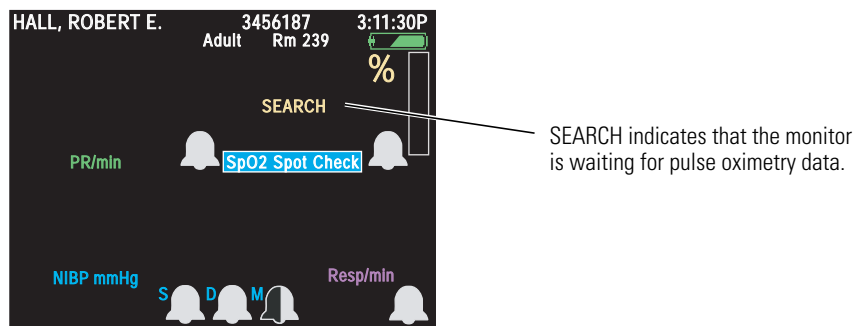 HALL, ROBERT E. 3456187 3:11:30P
Adult Rm 239
%
SEARCH
SEARCH indicates that the monitor
is waiting for pulse oximetry data.
PR/min
SpO2 Spot Check
NIBP mmHg
Resp/min
S D M